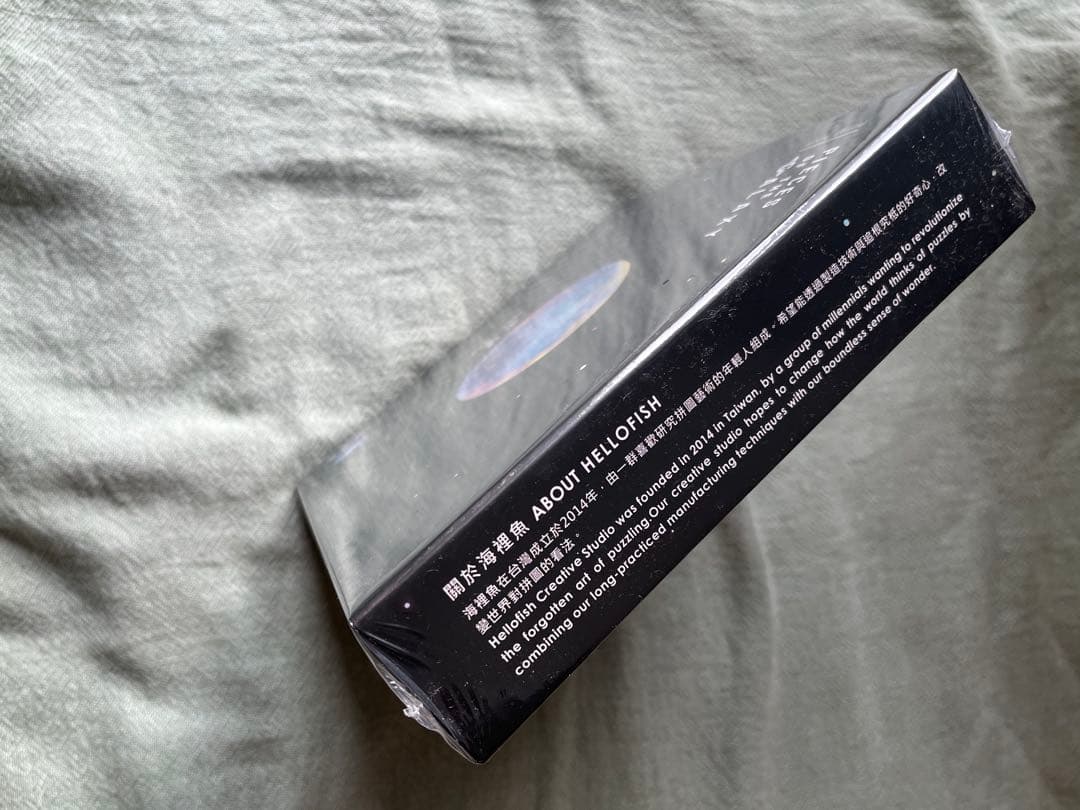 PIECED
關於海裡魚 ABOUT HELLOFISH
海裡魚在台灣成立於2014年，由一群喜歡研究拼圖藝術的年輕人組成。希望能透過製造技術與追根究柢的好奇心，改
變世界對拼圖的看法。
Hellofish Creative Studio was founded in 2014 in Taiwan, by a group of millennials wanting to revolutionize
the forgotten art of puzzling.Our creative studio hopes to change how the world thinks of puzzles by
combining our long-practiced manufacturing techniques with our boundless sense of wonder.